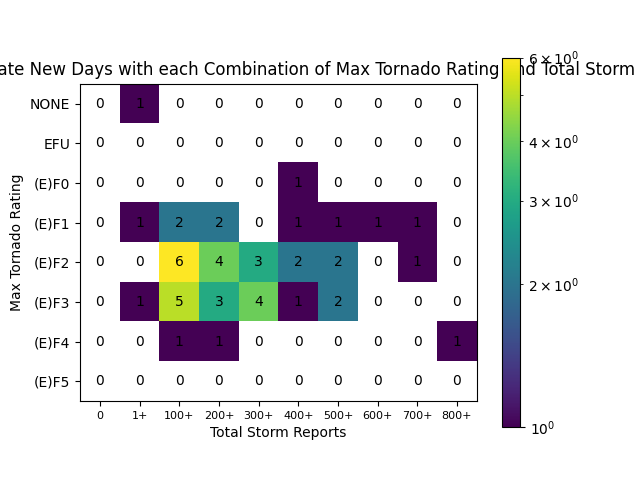 ate New Days with each Combination of Max Tornado Rating and Total Storm
NONE 0 1 0 0 0 0 0 0 0 0
EFU 0 0 0 0 0 0 0 0 0 0
(E)F0 0 0 0 0 0 1 0 0 0 0
(E)F1 0 1 2 2 0 1 1 1 1 0
(E)F2 0 0 6 4 3 2 2 0 1 0
(E)F3 0 1 5 3 4 1 2 0 0 0
(E)F4 0 0 1 1 0 0 0 0 0 1
(E)F5 0 0 0 0 0 0 0 0 0 0
0 1+ 100+ 200+ 300+ 400+ 500+ 600+ 700+ 800+
Total Storm Reports
Max Tornado Rating
6 × 10⁰
4 × 10⁰
3 × 10⁰
2 × 10⁰
10⁰